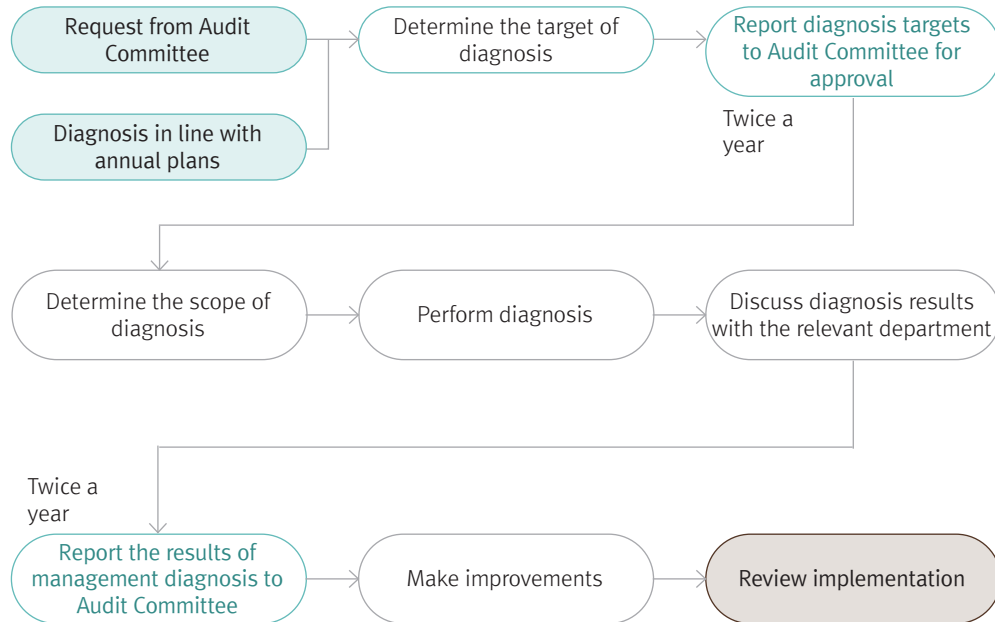 Request from Audit
Committee
Determine the target of
diagnosis
Report diagnosis targets
to Audit Committee for
approval
Diagnosis in line with
annual plans
Twice a
year
Determine the scope of
diagnosis
Perform diagnosis
Discuss diagnosis results
with the relevant department
Twice a
year
Report the results of
management diagnosis to
Audit Committee
Make improvements
Review implementation